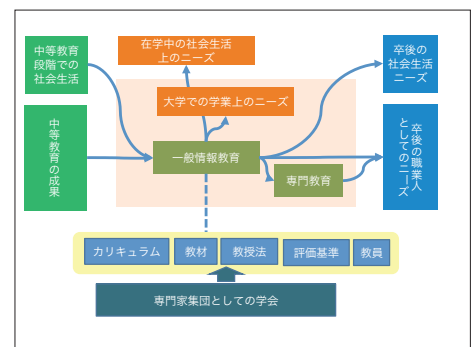 中等教育
段階での
社会生活
在学中の社会生活
上のニーズ
卒後の
社会生活
ニーズ
大学での学業上のニーズ
中等教育の成果
一般情報教育
専門教育
卒後の職業人
としてのニーズ
カリキュラム
教材
教授法
評価基準
教員
専門家集団としての学会